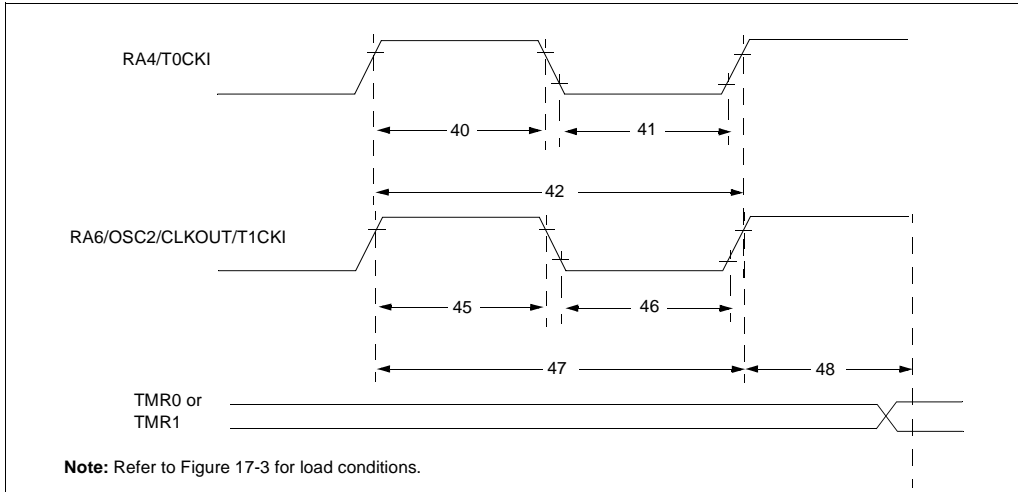 RA4/T0CKI
40
41
42
RA6/OSC2/CLKOUT/T1CKI
45
46
47
48
TMR0 or
TMR1
Note: Refer to Figure 17-3 for load conditions.